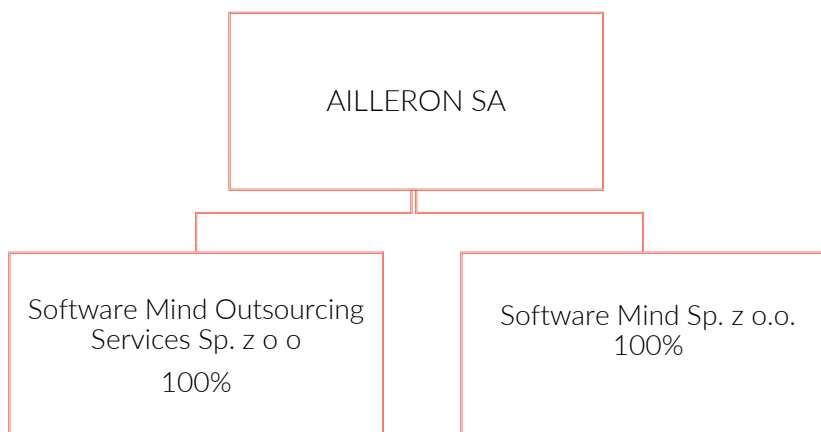 AILLERON SA
Software Mind Outsourcing
Services Sp. z o o
100%
Software Mind Sp. z o.o.
100%